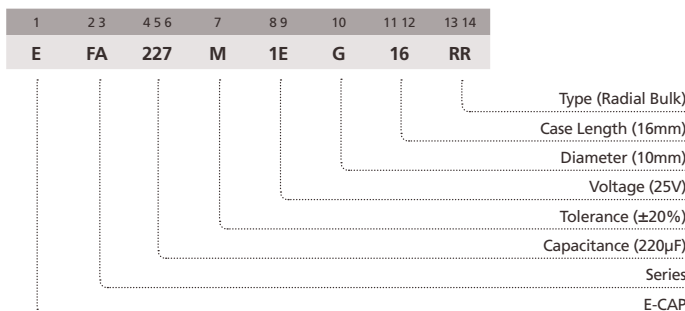 1 2 3 4 5 6 7 8 9 10 11 12 13 14
E FA 227 M 1E G 16 RR
Type (Radial Bulk)
Case Length (16mm)
Diameter (10mm)
Voltage (25V)
Tolerance (±20%)
Capacitance (220µF)
Series
E-CAP